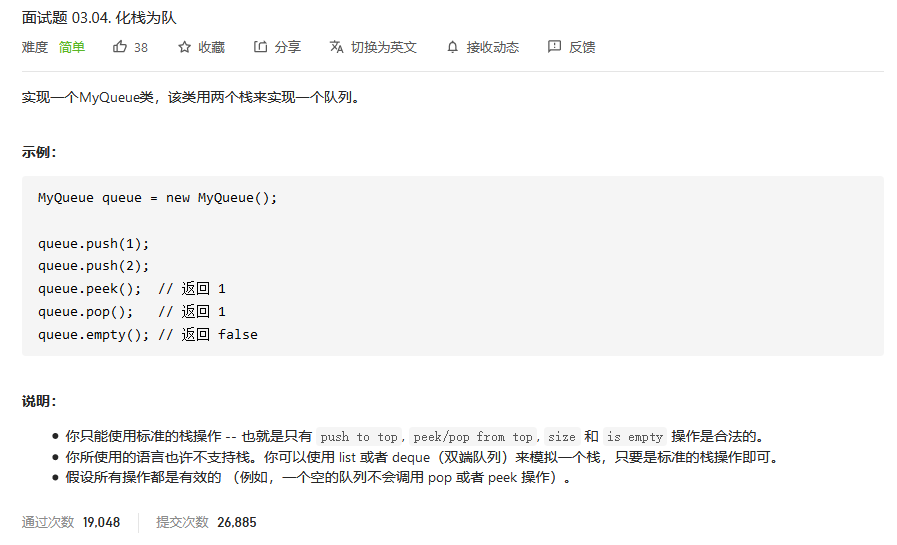 面试题 03.04. 化栈为队
难度 简单 38 收藏 分享 切换为英文 接收动态 反馈
实现一个MyQueue类，该类用两个栈来实现一个队列。
示例：
MyQueue queue = new MyQueue();
queue.push(1);
queue.push(2);
queue.peek();  // 返回 1
queue.pop();   // 返回 1
queue.empty(); // 返回 false
说明：
● 你只能使用标准的栈操作 -- 也就是只有 push to top, peek/pop from top, size 和 is empty 操作是合法的。
● 你所使用的语言也许不支持栈。你可以使用 list 或者 deque（双端队列）来模拟一个栈，只要是标准的栈操作即可。
● 假设所有操作都是有效的 （例如，一个空的队列不会调用 pop 或者 peek 操作）。
通过次数 19,048 提交次数 26,885